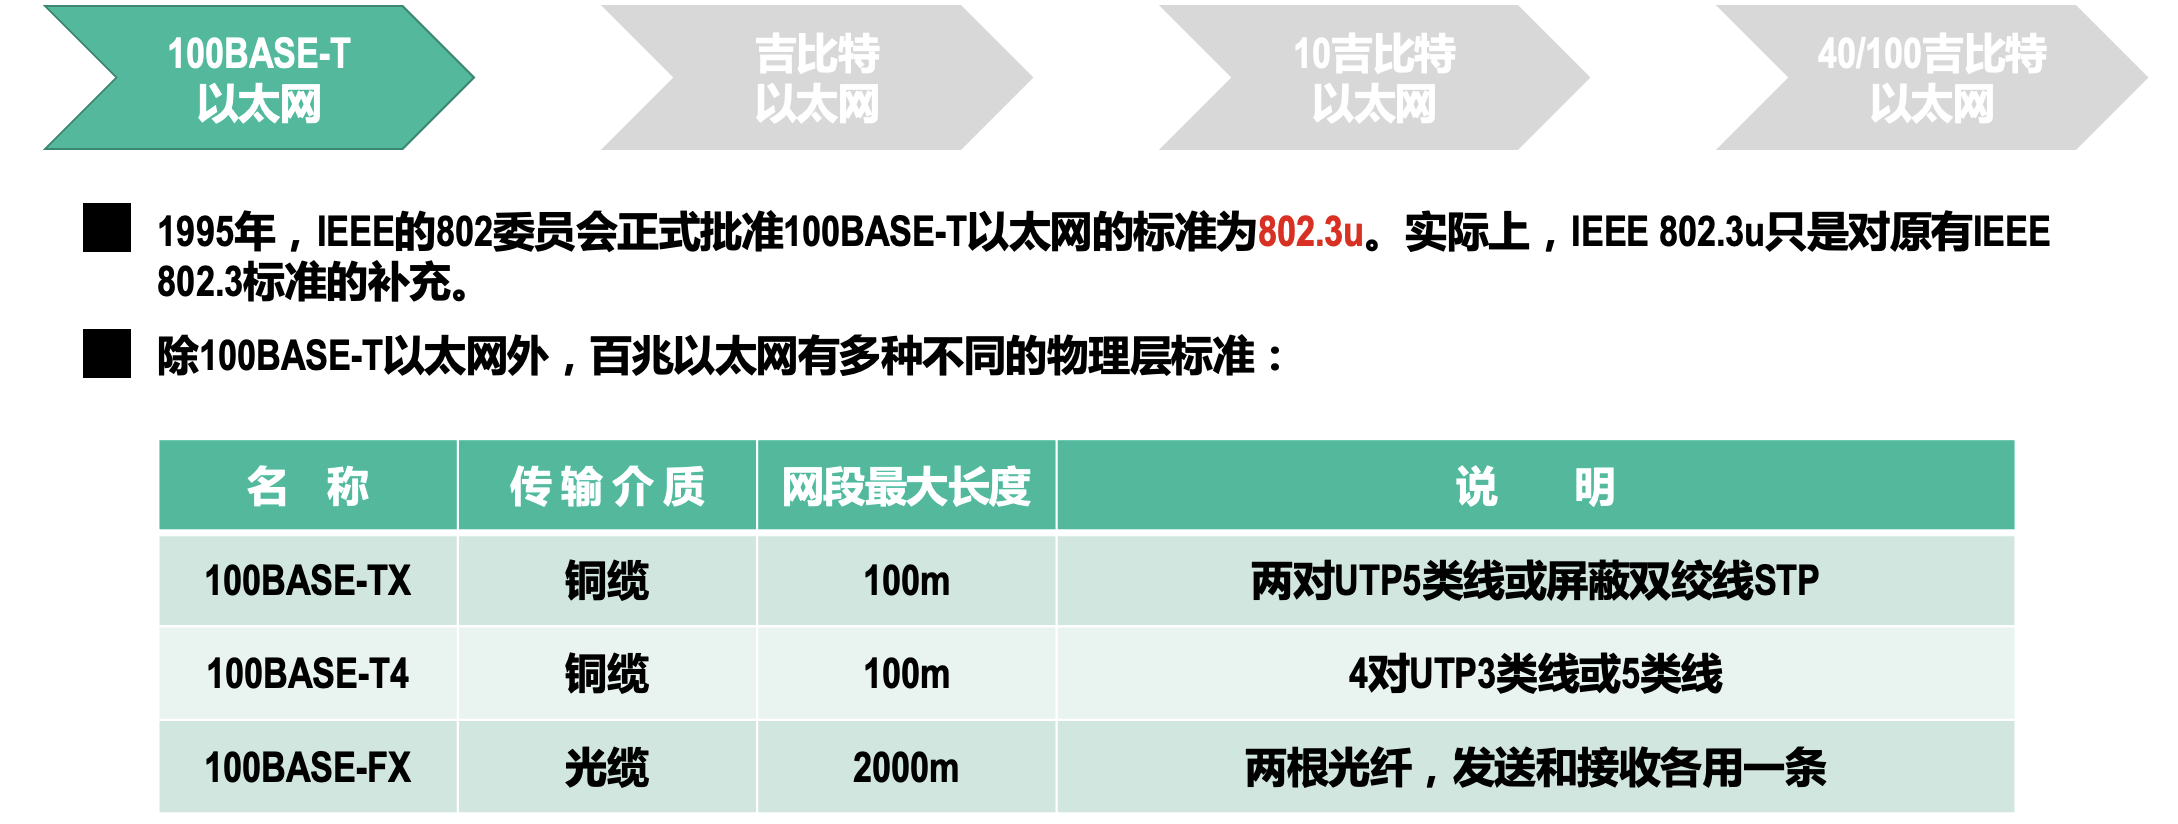 100BASE-T
以太网
吉比特
以太网
10吉比特
以太网
40/100吉比特
以太网
1995年，IEEE的802委员会正式批准100BASE-T以太网的标准为802.3u。实际上，IEEE 802.3u只是对原有IEEE
802.3标准的补充。
除100BASE-T以太网外，百兆以太网有多种不同的物理层标准：
名 称 传输介质 网段最大长度 说 明
100BASE-TX 铜缆 100m 两对UTP5类线或屏蔽双绞线STP
100BASE-T4 铜缆 100m 4对UTP3类线或5类线
100BASE-FX 光缆 2000m 两根光纤，发送和接收各用一条